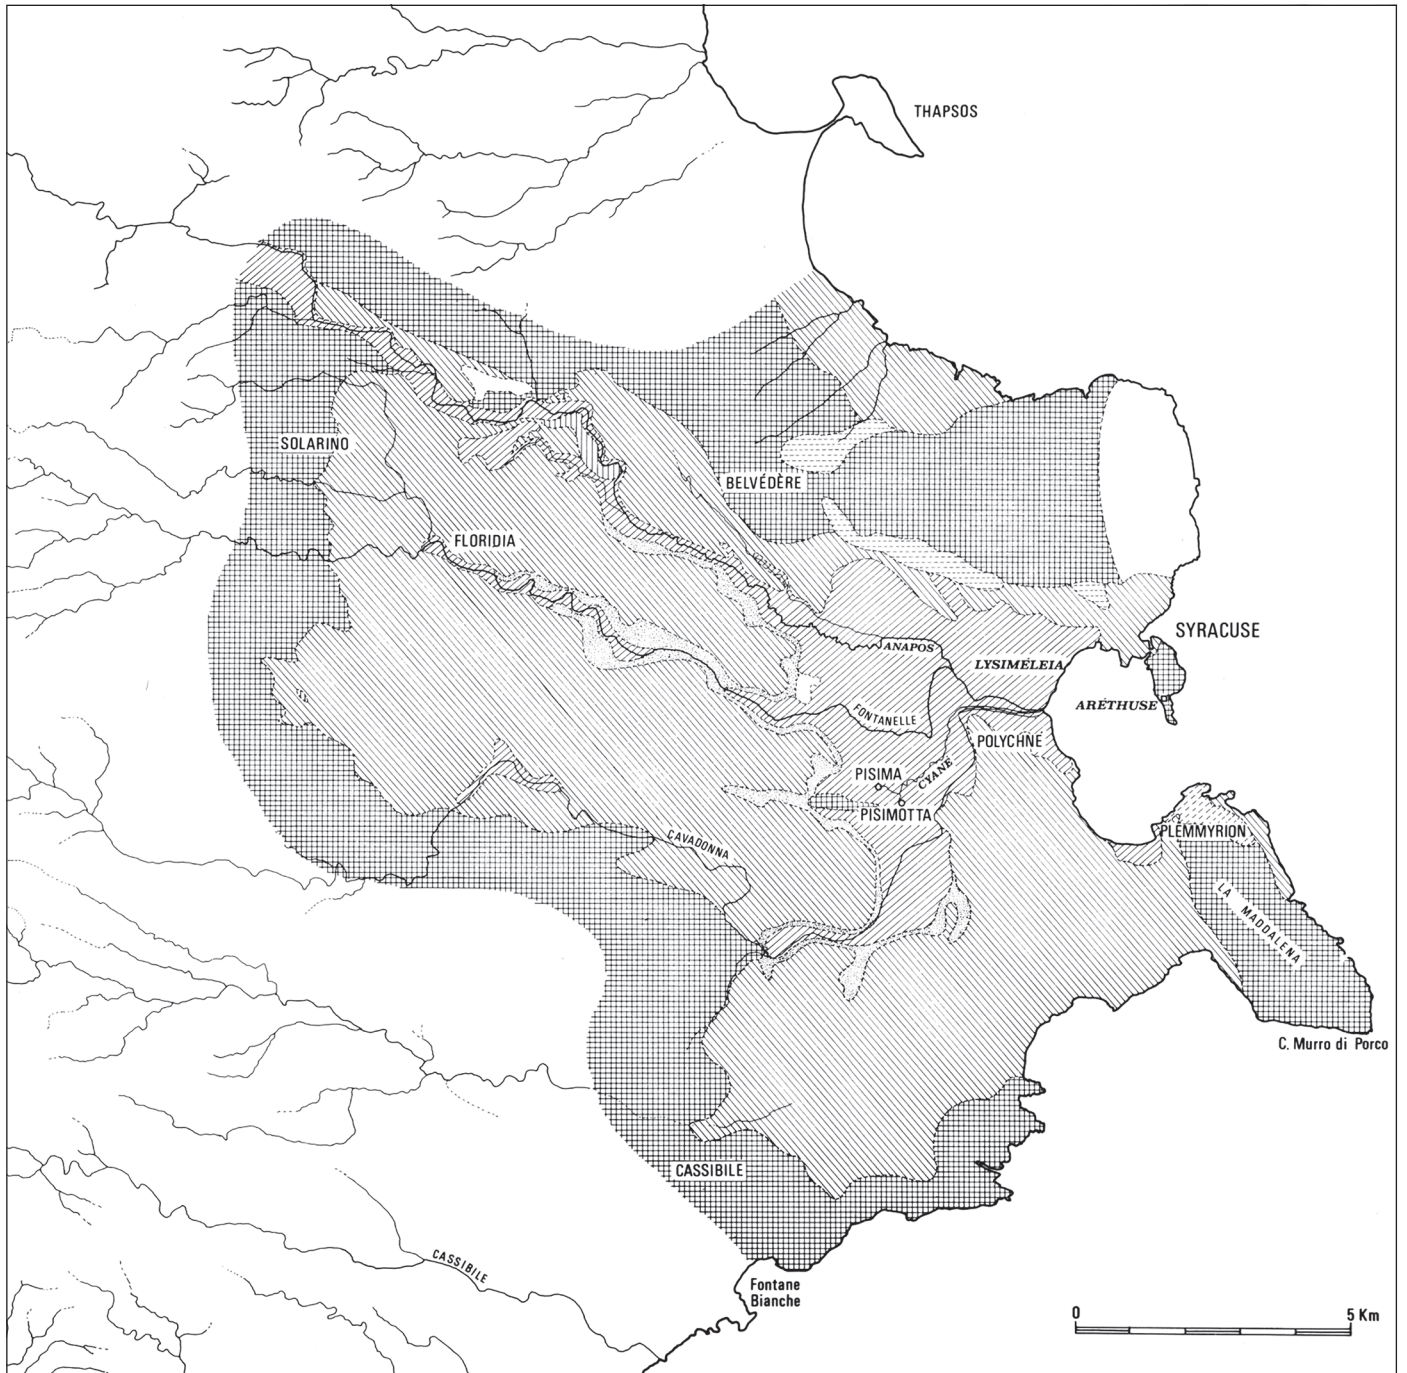 THAPSOS
SOLARINO
BELVÉDÈRE
FLORIDIA
SYRACUSE
ANAPOS
LYSIMELEIA
ARÉTHUSE
FONTANELLE
POLYCHNE
CYANÉ
PISIMA
PISIMOTTA
PLEMMYRION
CAVADONNA
LA MADDALENA
C. Murro di Porco
CASSIBILE
CASSIBILE
Fontane
Bianche
0 5 Km